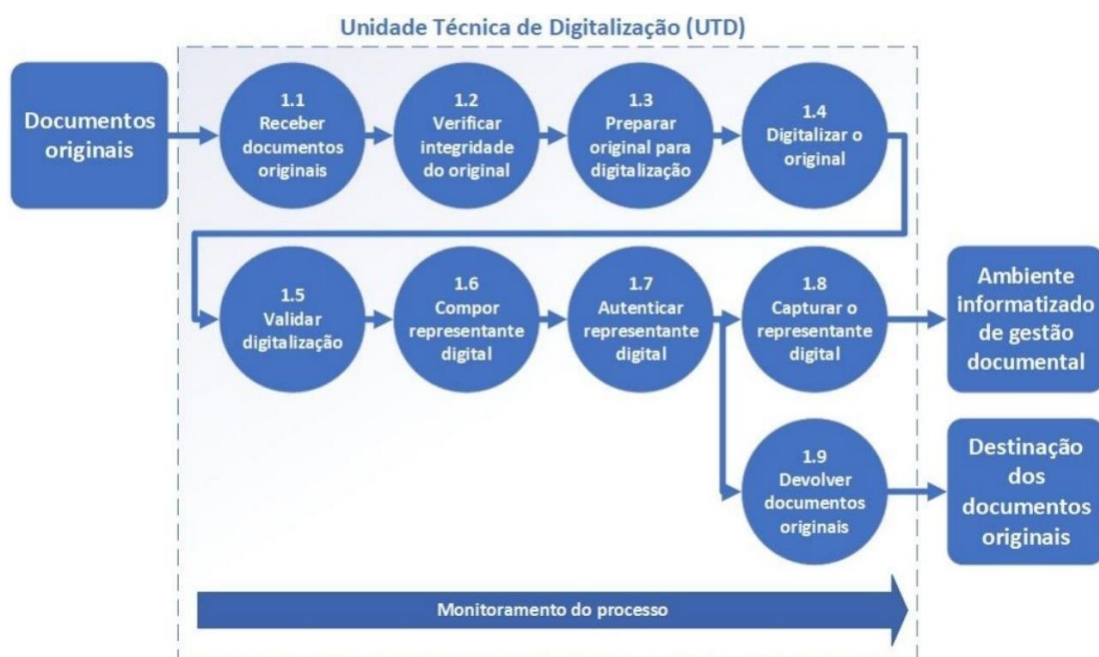 Unidade Técnica de Digitalização (UTD)
Documentos
originais
1.1
Receber
documentos
originais
1.2
Verificar
integridade
do original
1.3
Preparar
original para
digitalização
1.4
Digitalizar o
original
1.5
Validar
digitalização
1.6
Compor
representante
digital
1.7
Autenticar
representante
digital
1.8
Capturar o
representante
digital
Ambiente
informatizado
de gestão
documental
1.9
Devolver
documentos
originais
Destinação
dos
documentos
originais
Monitoramento do processo